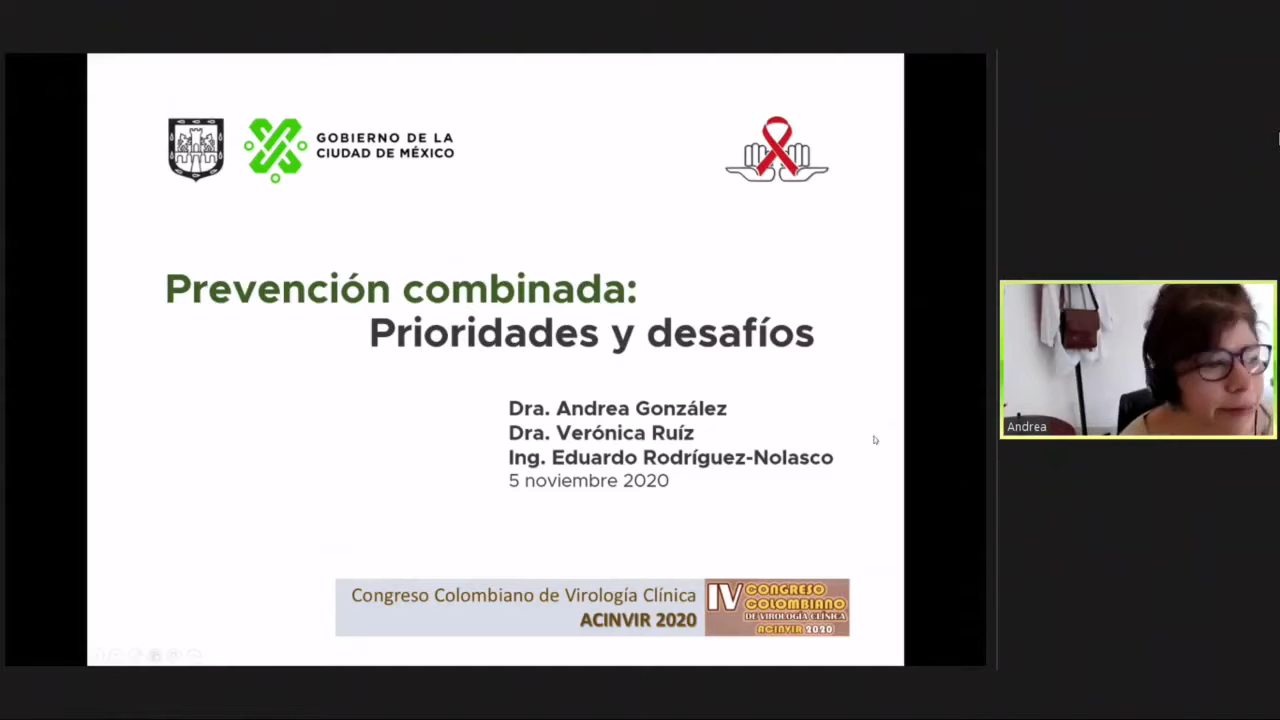 GOBIERNO DE LA
CIUDAD DE MÉXICO
Prevención combinada:
Prioridades y desafíos
Dra. Andrea González
Dra. Verónica Ruíz
Ing. Eduardo Rodríguez-Nolasco
5 noviembre 2020
Congreso Colombiano de Virología Clínica
ACINVIR 2020
IV CONGRESO
COLOMBIANO
DE VIROLOGÍA CLÍNICA
ACINVIR 2020
Andrea